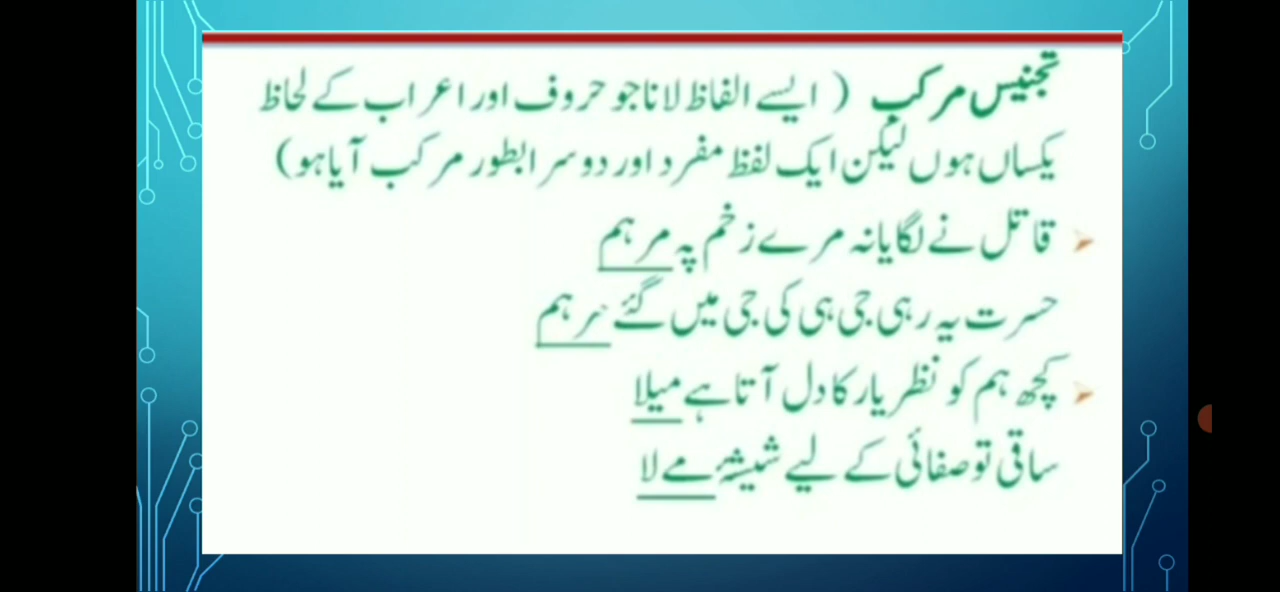 تجنیس مرکب ( ایسے الفاظ لانا جو حروف اور اعراب کے لحاظ
یکساں ہوں لیکن ایک لفظ مفرد اور دوسرا بطور مرکب آیا ہو)
قاتل نے لگایا نہ مرے زخم پہ مرہم
حسرت یہ رہی جی ہی کی جی میں گئے مر ہم
کچھ ہم کو نظر یار کا دل آتا ہے میلا
ساقی تو صفائی کے لیے شیشۂ مے لا